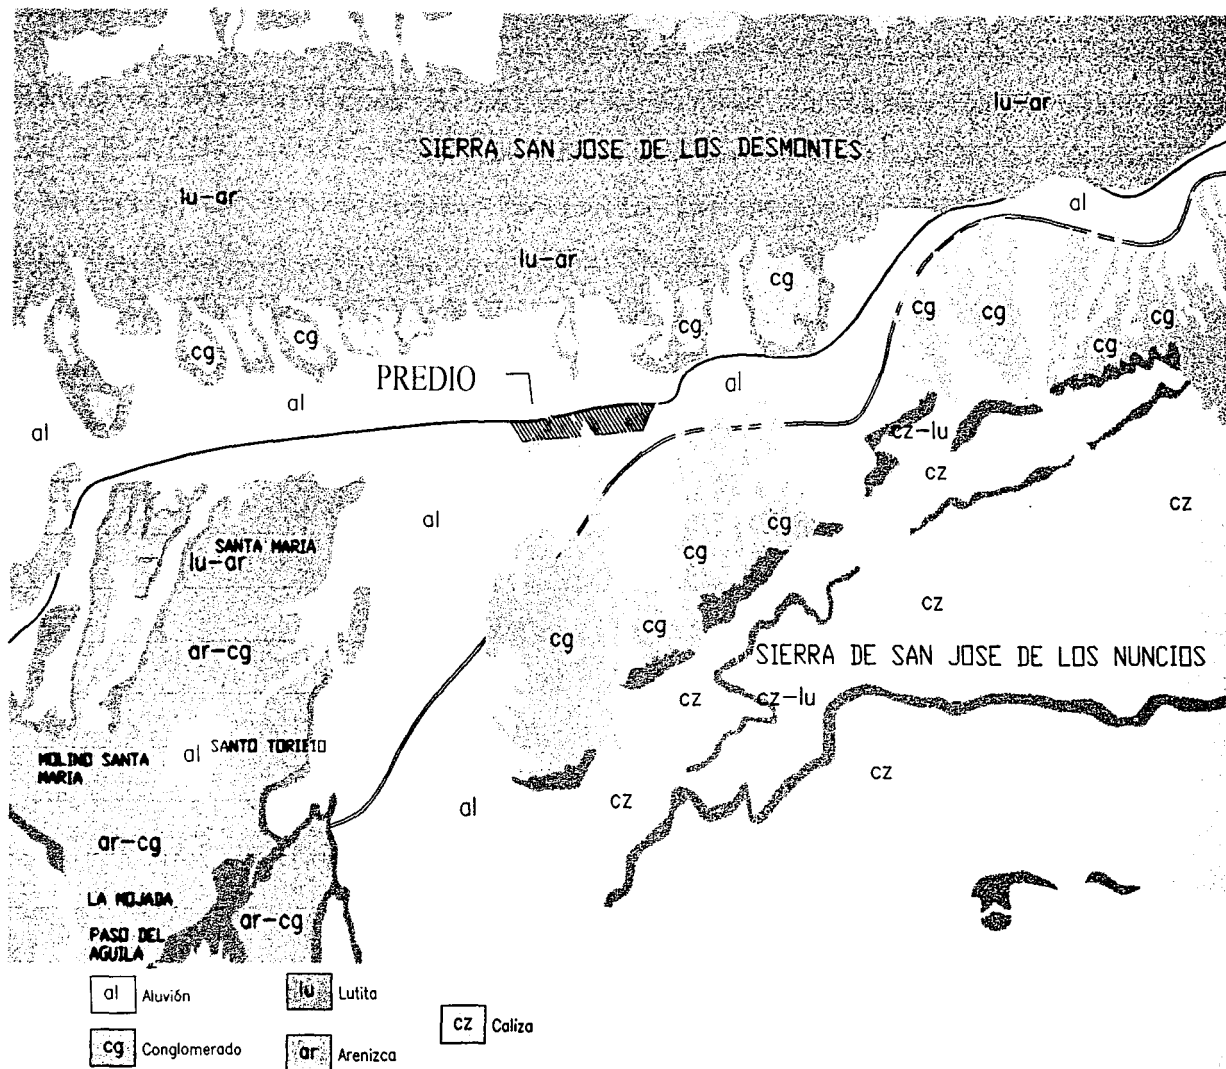 lu-ar
SIERRA SAN JOSE DE LOS DESMONTES
lu-ar
al
lu-ar
cg
cg
cg
cg
cg
cg
cg
cg
cg
PREDIO
al
al
al
cz-lu
cz
cz
al
cg
SANTA MARIA
lu-ar
cg
cz
cg
cg
ar-cg
SIERRA DE SAN JOSE DE LOS NUNCIOS
cz
cz-lu
al
SANTO TORIBIO
MOLINO SANTA
MARIA
cz
cz
al
ar-cg
LA MOJADA
ar-cg
PASO DEL
AGUILA
al Aluvión
lu Lutita
cz Caliza
cg Conglomerado
ar Arenizca